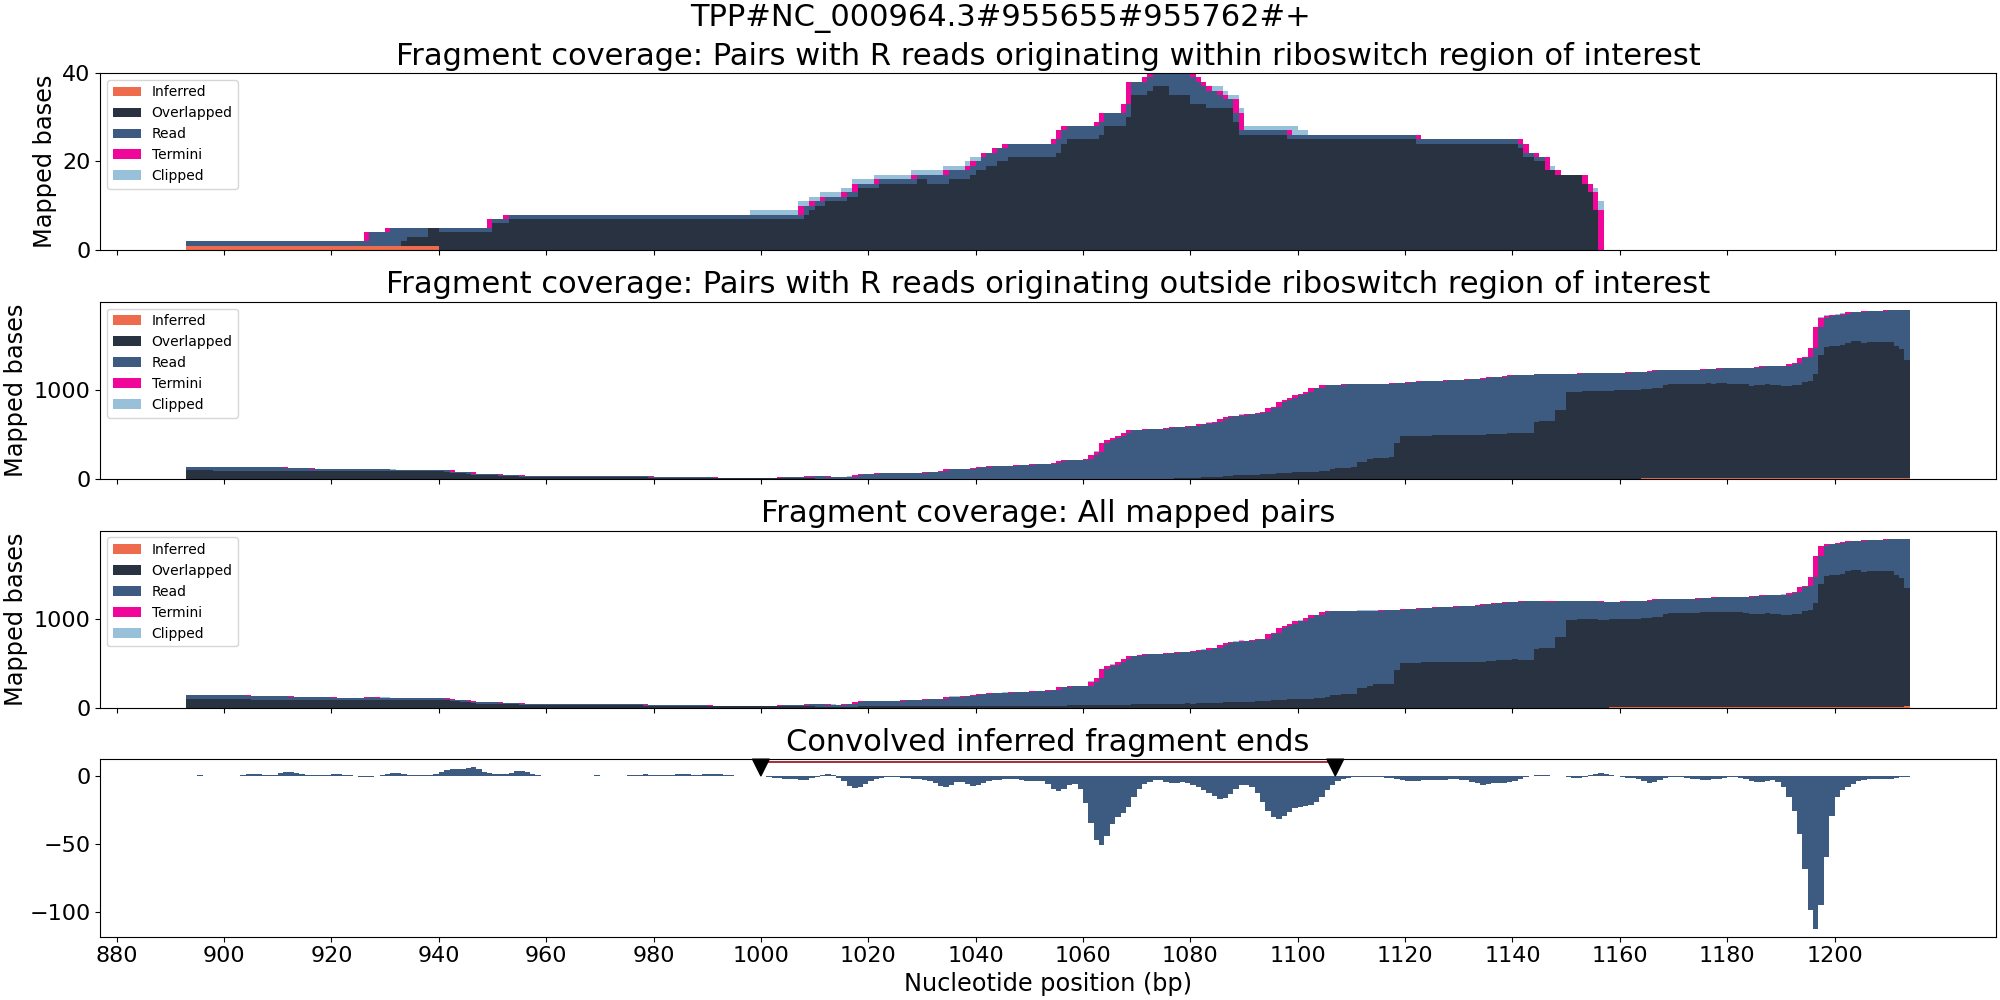 TPP#NC_000964.3#955655#955762#+
Fragment coverage: Pairs with R reads originating within riboswitch region of interest
Mapped bases
40
20
0
Inferred
Overlapped
Read
Termini
Clipped
Fragment coverage: Pairs with R reads originating outside riboswitch region of interest
Mapped bases
1000
0
Inferred
Overlapped
Read
Termini
Clipped
Fragment coverage: All mapped pairs
Mapped bases
1000
0
Inferred
Overlapped
Read
Termini
Clipped
Convolved inferred fragment ends
0
−50
−100
880 900 920 940 960 980 1000 1020 1040 1060 1080 1100 1120 1140 1160 1180 1200
Nucleotide position (bp)